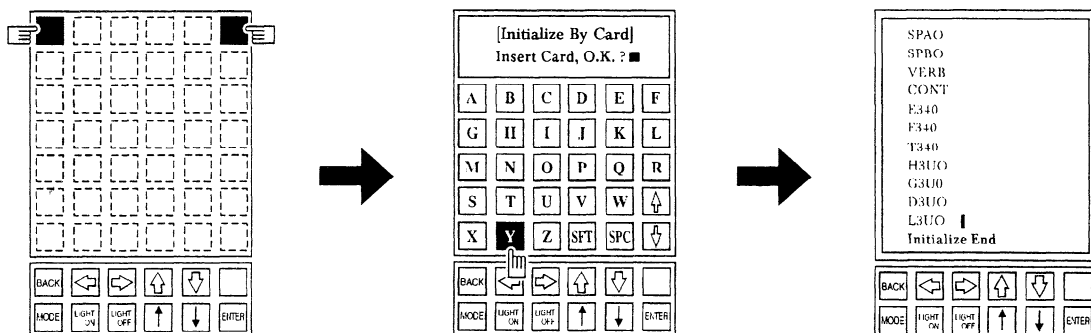 BACK
MODE LIGHT ON LIGHT OFF ENTER
[Initialize By Card]
Insert Card, O.K. ?
A B C D E F
G H I J K L
M N O P Q R
S T U V W
X Y Z SFT SPC
BACK
MODE LIGHT ON LIGHT OFF ENTER
SPAO
SPBO
VERB
CONT
E340
F340
T340
H3UO
G3U0
D3UO
L3UO
Initialize End
BACK
MODE LIGHT ON LIGHT OFF ENTER